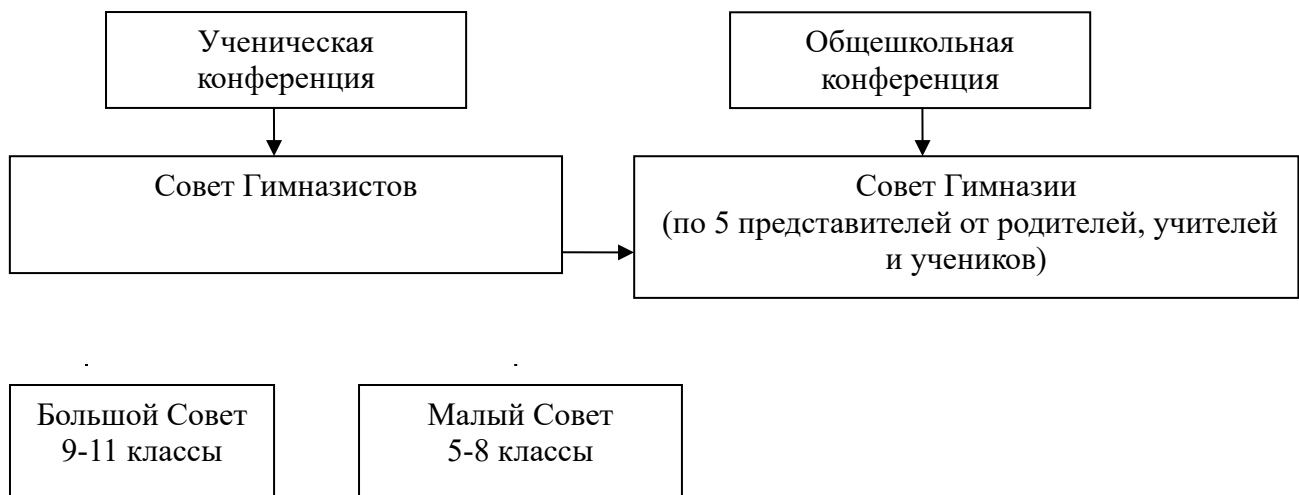 Ученическая
конференция
Общешкольная
конференция
Совет Гимназистов
Совет Гимназии
(по 5 представителей от родителей, учителей
и учеников)
Большой Совет
9-11 классы
Малый Совет
5-8 классы